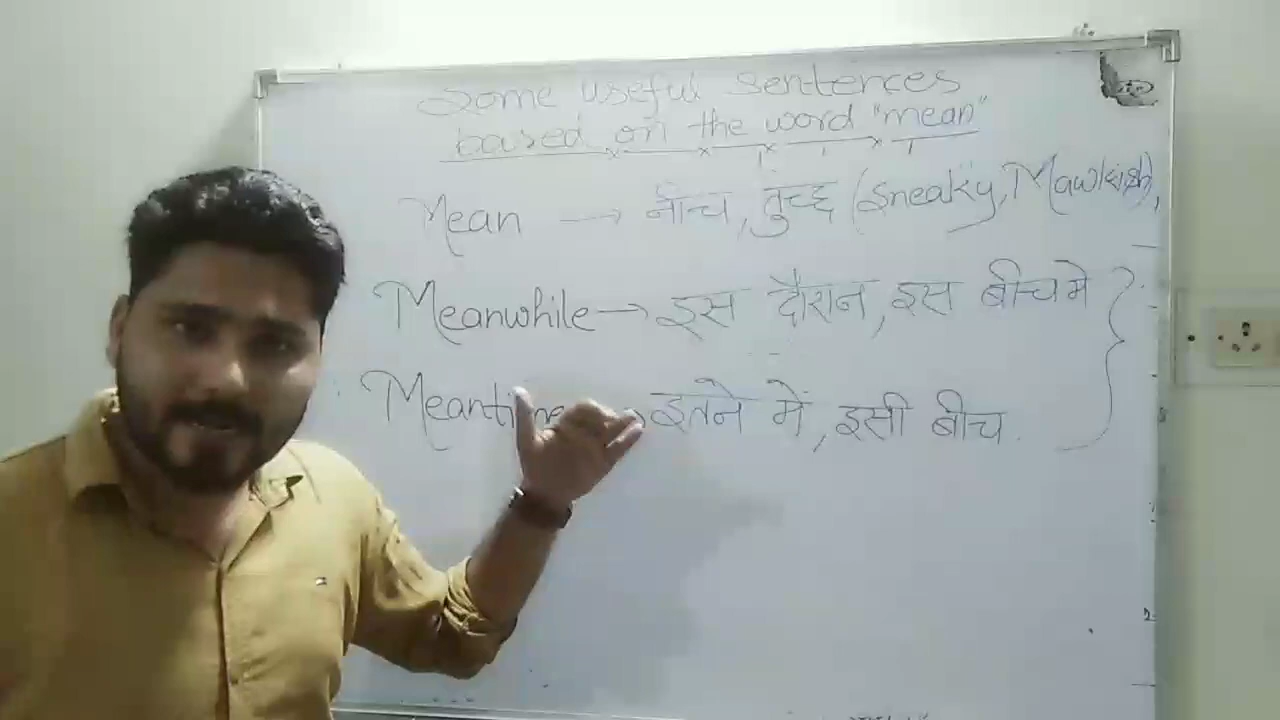 Some useful sentences
based on the word "mean"
Mean → नीच, तुच्छ (Sneaky, Mawkish),
Meanwhile → इस दौरान, इस बीच मे
Meantime → इतने में, इसी बीच